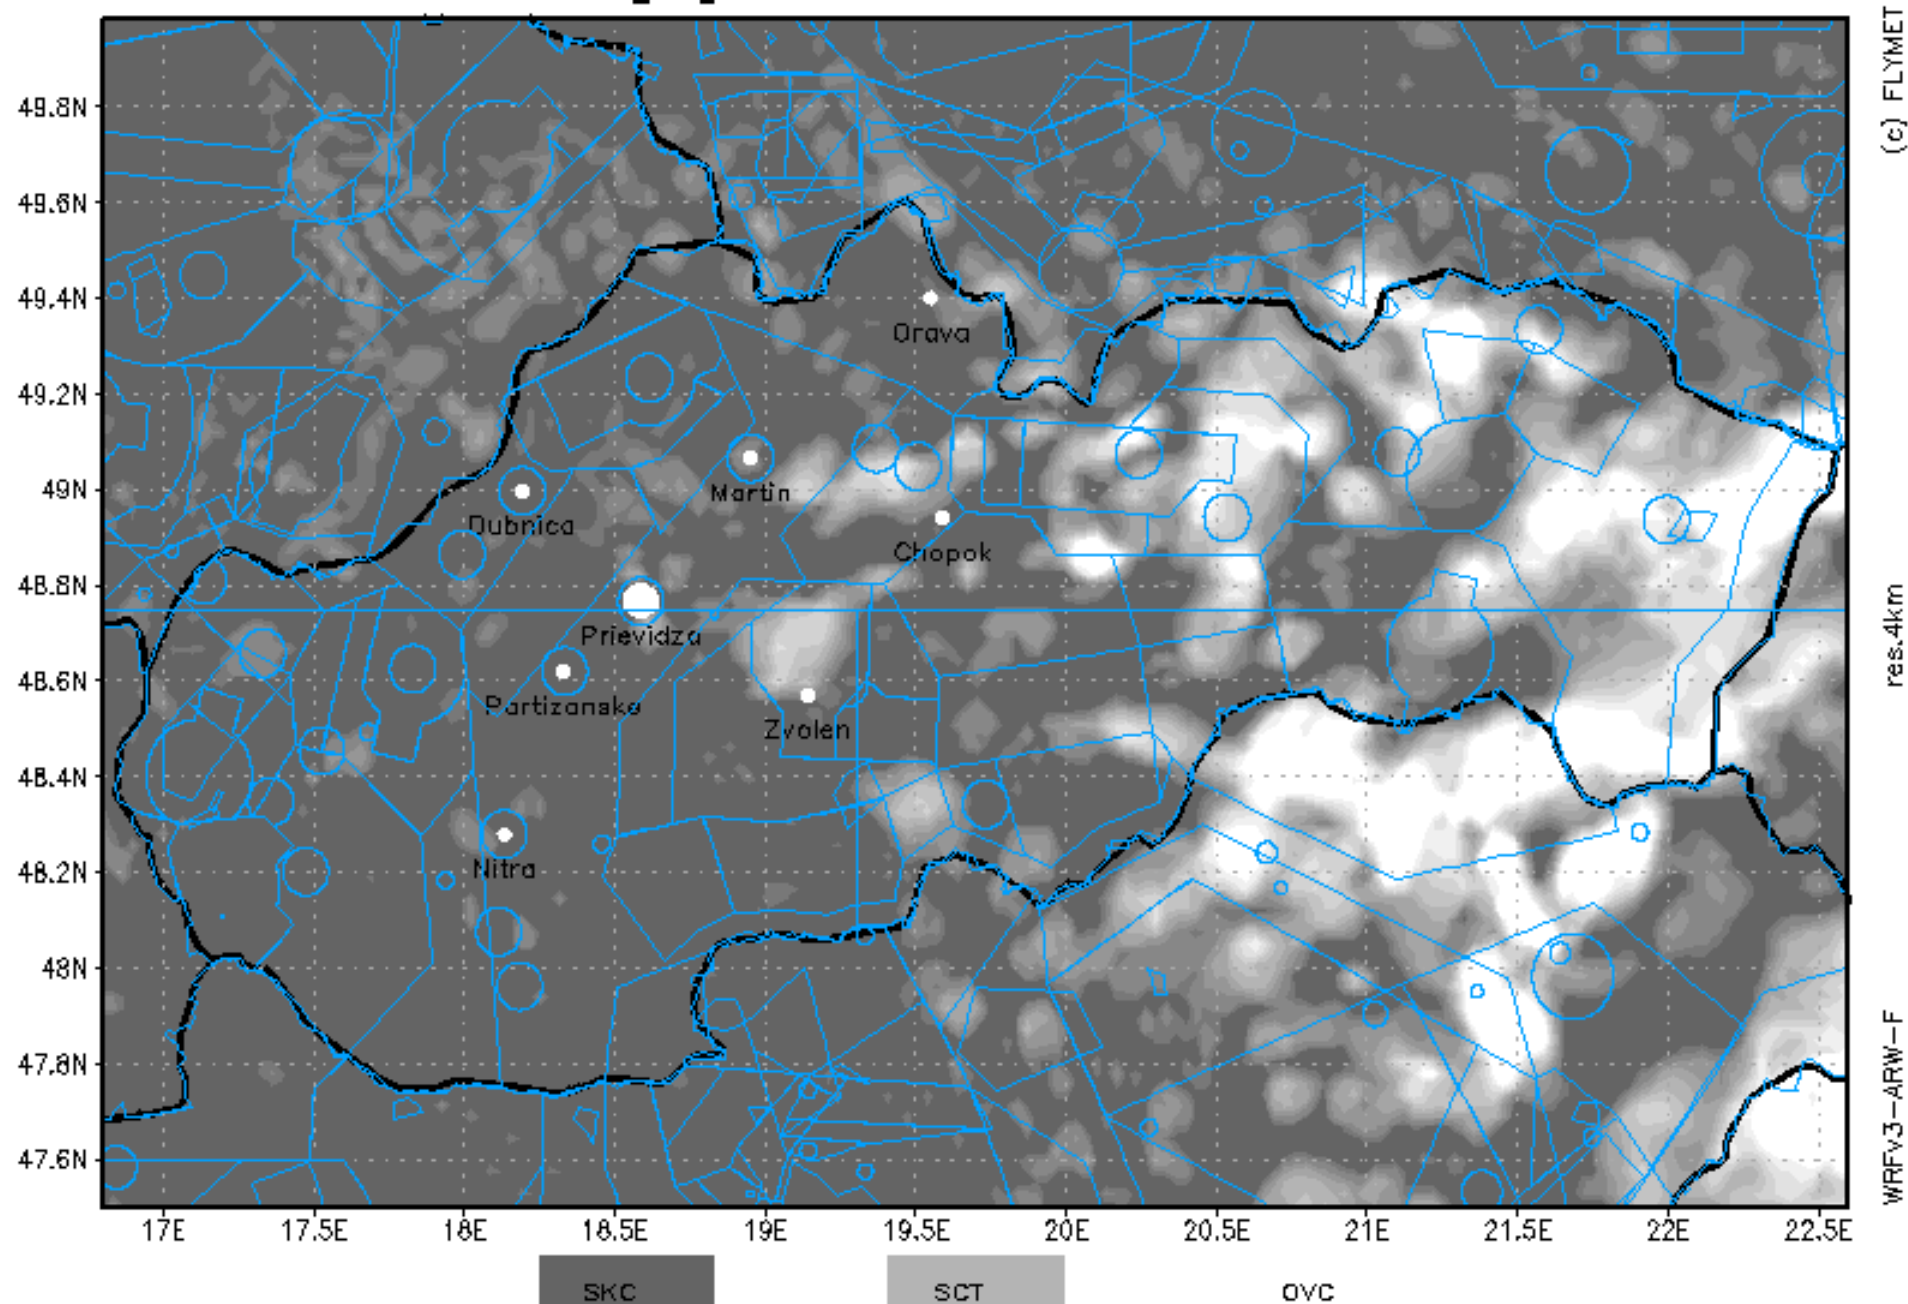 (c) FLYMET
49.8N
49.6N
49.4N
Orava
49.2N
Martin
49N
Dubnica
Chopok
48.8N
Prievidza
res.4km
48.6N
Partizanske
Zvolen
48.4N
Nitra
48.2N
48N
47.8N
WRFv3-ARW-F
47.6N
17E 17.5E 18E 18.5E 19E 19.5E 20E 20.5E 21E 21.5E 22E 22.5E
SKC SCT OVC